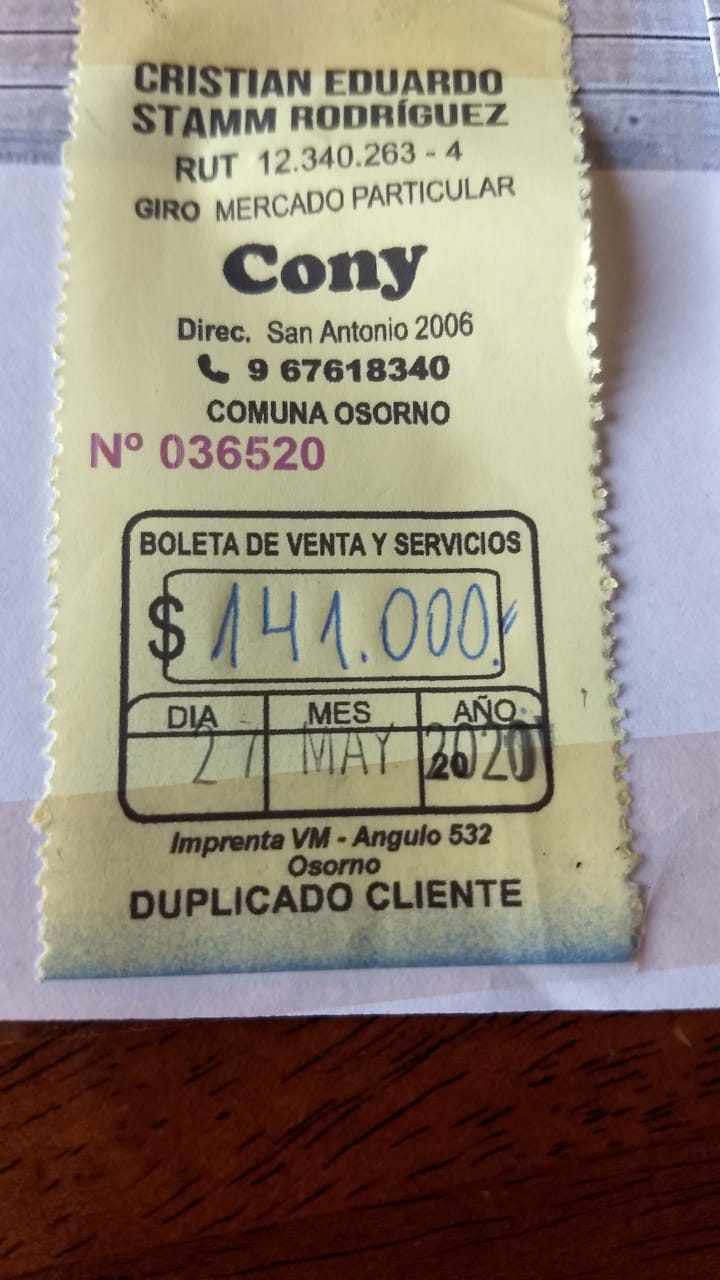 CRISTIAN EDUARDO
STAMM RODRÍGUEZ
RUT 12.340.263 - 4
GIRO MERCADO PARTICULAR
Cony
Direc. San Antonio 2006
9 67618340
COMUNA OSORNO
Nº 036520
BOLETA DE VENTA Y SERVICIOS
$ 141.000.
DIA MES AÑO
27 MAY 2020
20
Imprenta VM - Angulo 532
Osorno
DUPLICADO CLIENTE